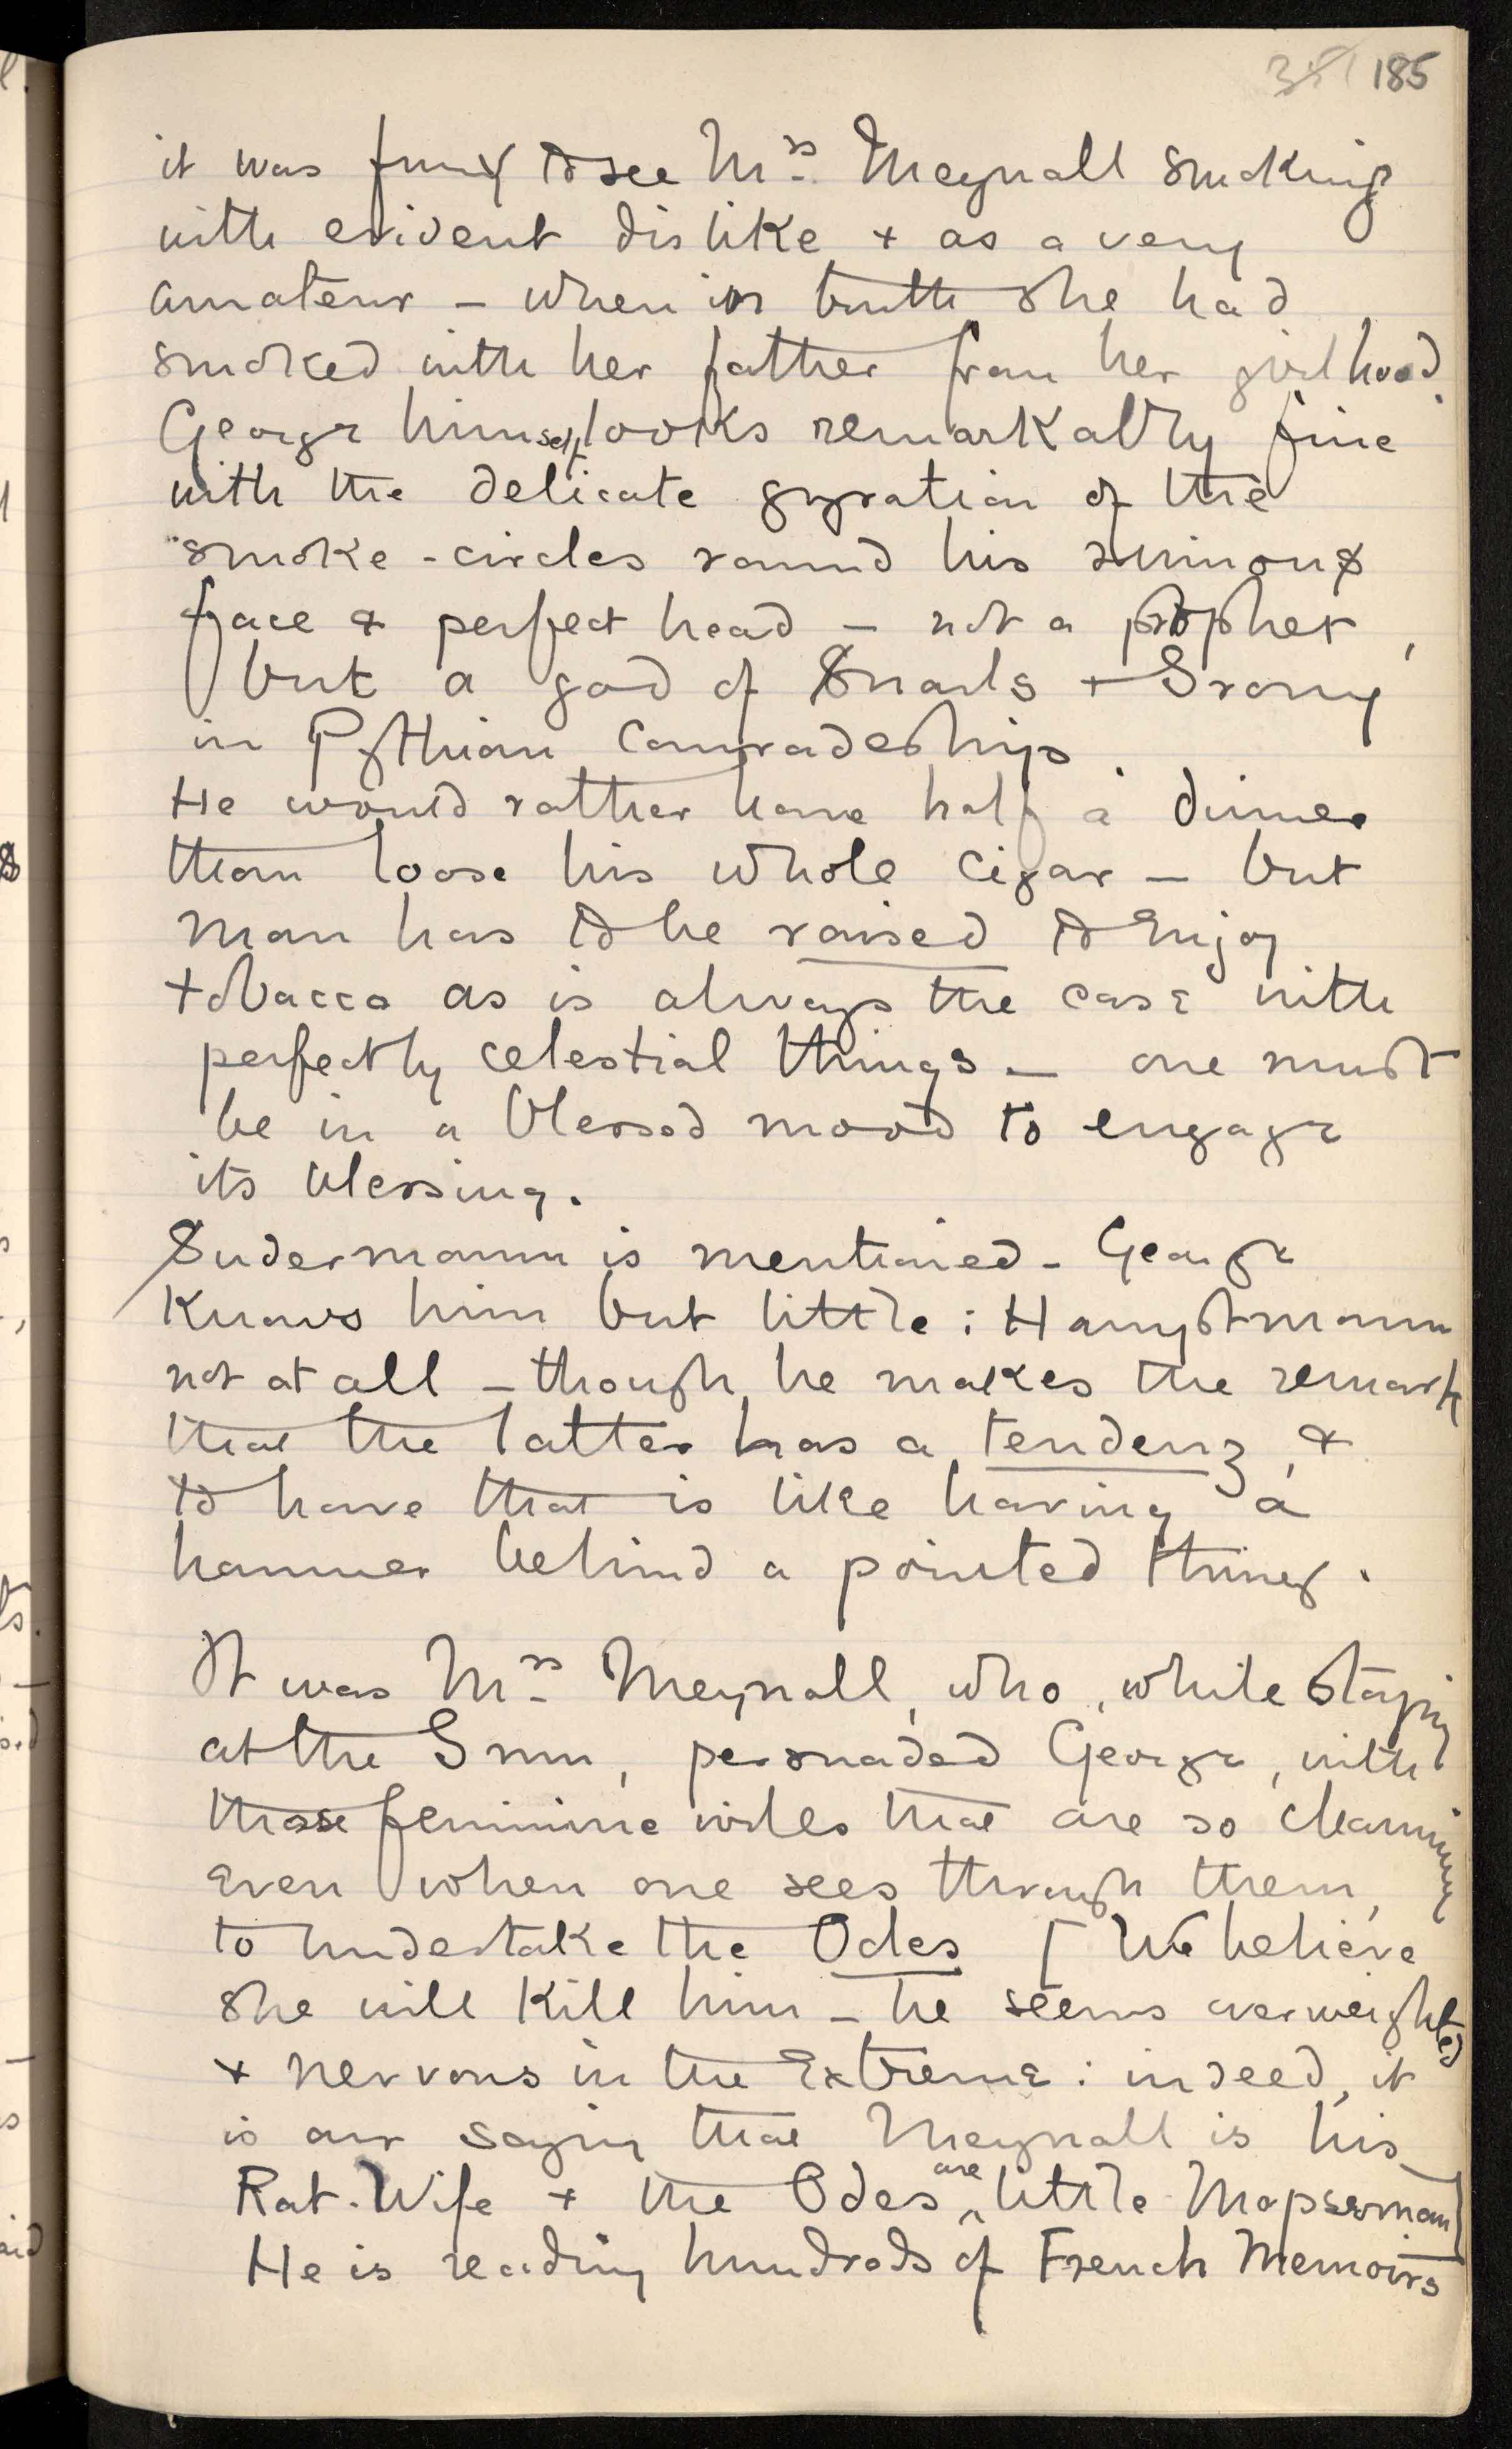 185
it was funny to see Mrs Meynall smoking
with evident dislike + as a very
amateur - when in truth she had
smoked with her father from her girlhood.
George himself looks remarkably fine
with the delicate gyration of the
smoke-circles round his
face & perfect head - not a prophet,
but a god of Snarls + Irony
in Pythian comradeship.
He would rather have half a dinner
than loose his whole cigar - but
man has to be raised to enjoy
tobacco as is always the case with
perfectly celestial things - one must
be in a blessed mood to engage
its blessing.
Sudermann is mentioned - George
knows him but little: Hauptmann
not at all - though he makes the remark
that the latter has a tendenz, &
to have that is like having a
hammer behind a pointed thing.
It was Mrs Meynall, who, while staying
at the Inn, persuaded George, with
those feminine wiles that are so charming
even when one sees through them,
to undertake the Odes [We believe
she will kill him - he seems overweighted
+ nervous in the extreme: indeed, it
is our saying that Meynall is his
Rat-Wife + the Odes are little Mopseman]
He is reading hundreds of French Memoirs